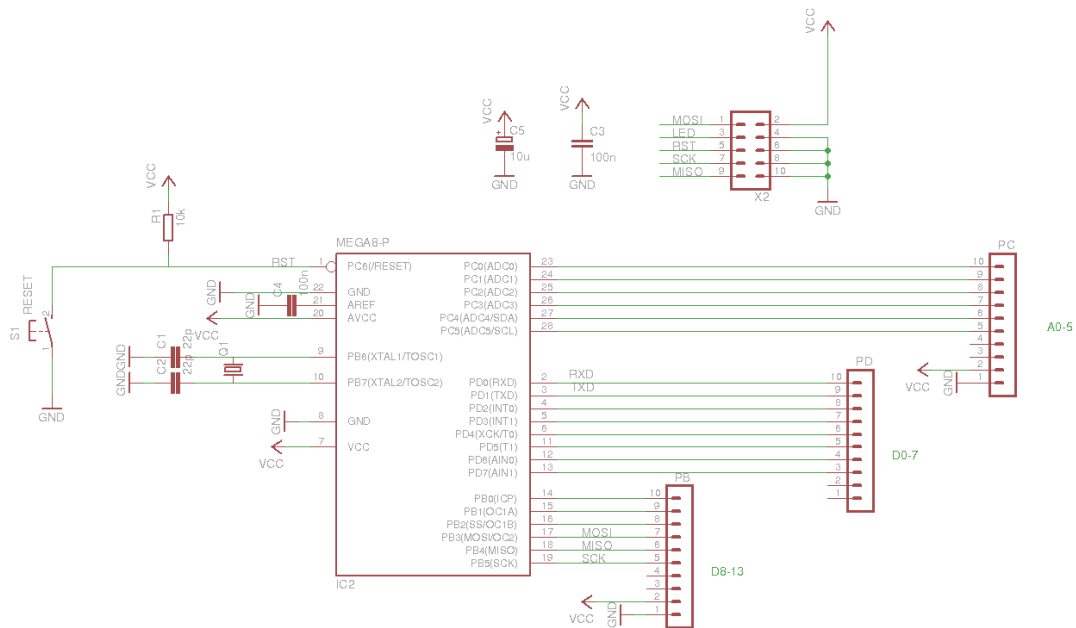 VCC
VCC
C5
10u
GND
VCC
C3
100n
GND
MOSI 1 2
LED 3 4
RST 5 6
SCK 7 8
MISO 9 10
X2
GND
VCC
R1
10k
RESET
S1
2
1
GND
MEGA8-P
RST 1 PC6(/RESET)
GND 22 GND
GND C4 100n 21 AREF
VCC 20 AVCC
GND C1 22p 9 PB6(XTAL1/TOSC1)
Q1
GND C2 22p 10 PB7(XTAL2/TOSC2)
GND 8 GND
VCC 7 VCC
IC2
PC0(ADC0) 23
PC1(ADC1) 24
PC2(ADC2) 25
PC3(ADC3) 26
PC4(ADC4/SDA) 27
PC5(ADC5/SCL) 28
PD0(RXD) 2 RXD
PD1(TXD) 3 TXD
PD2(INT0) 4
PD3(INT1) 5
PD4(XCK/T0) 6
PD5(T1) 11
PD6(AIN0) 12
PD7(AIN1) 13
PB0(ICP) 14
PB1(OC1A) 15
PB2(SS/OC1B) 16
PB3(MOSI/OC2) 17 MOSI
PB4(MISO) 18 MISO
PB5(SCK) 19 SCK
PC
10
9
8
7
6
5
4
3
2
1
VCC
GND
A0-5
PD
10
9
8
7
6
5
4
3
2
1
D0-7
PB
10
9
8
7
6
5
4
3
2
1
VCC
GND
D8-13